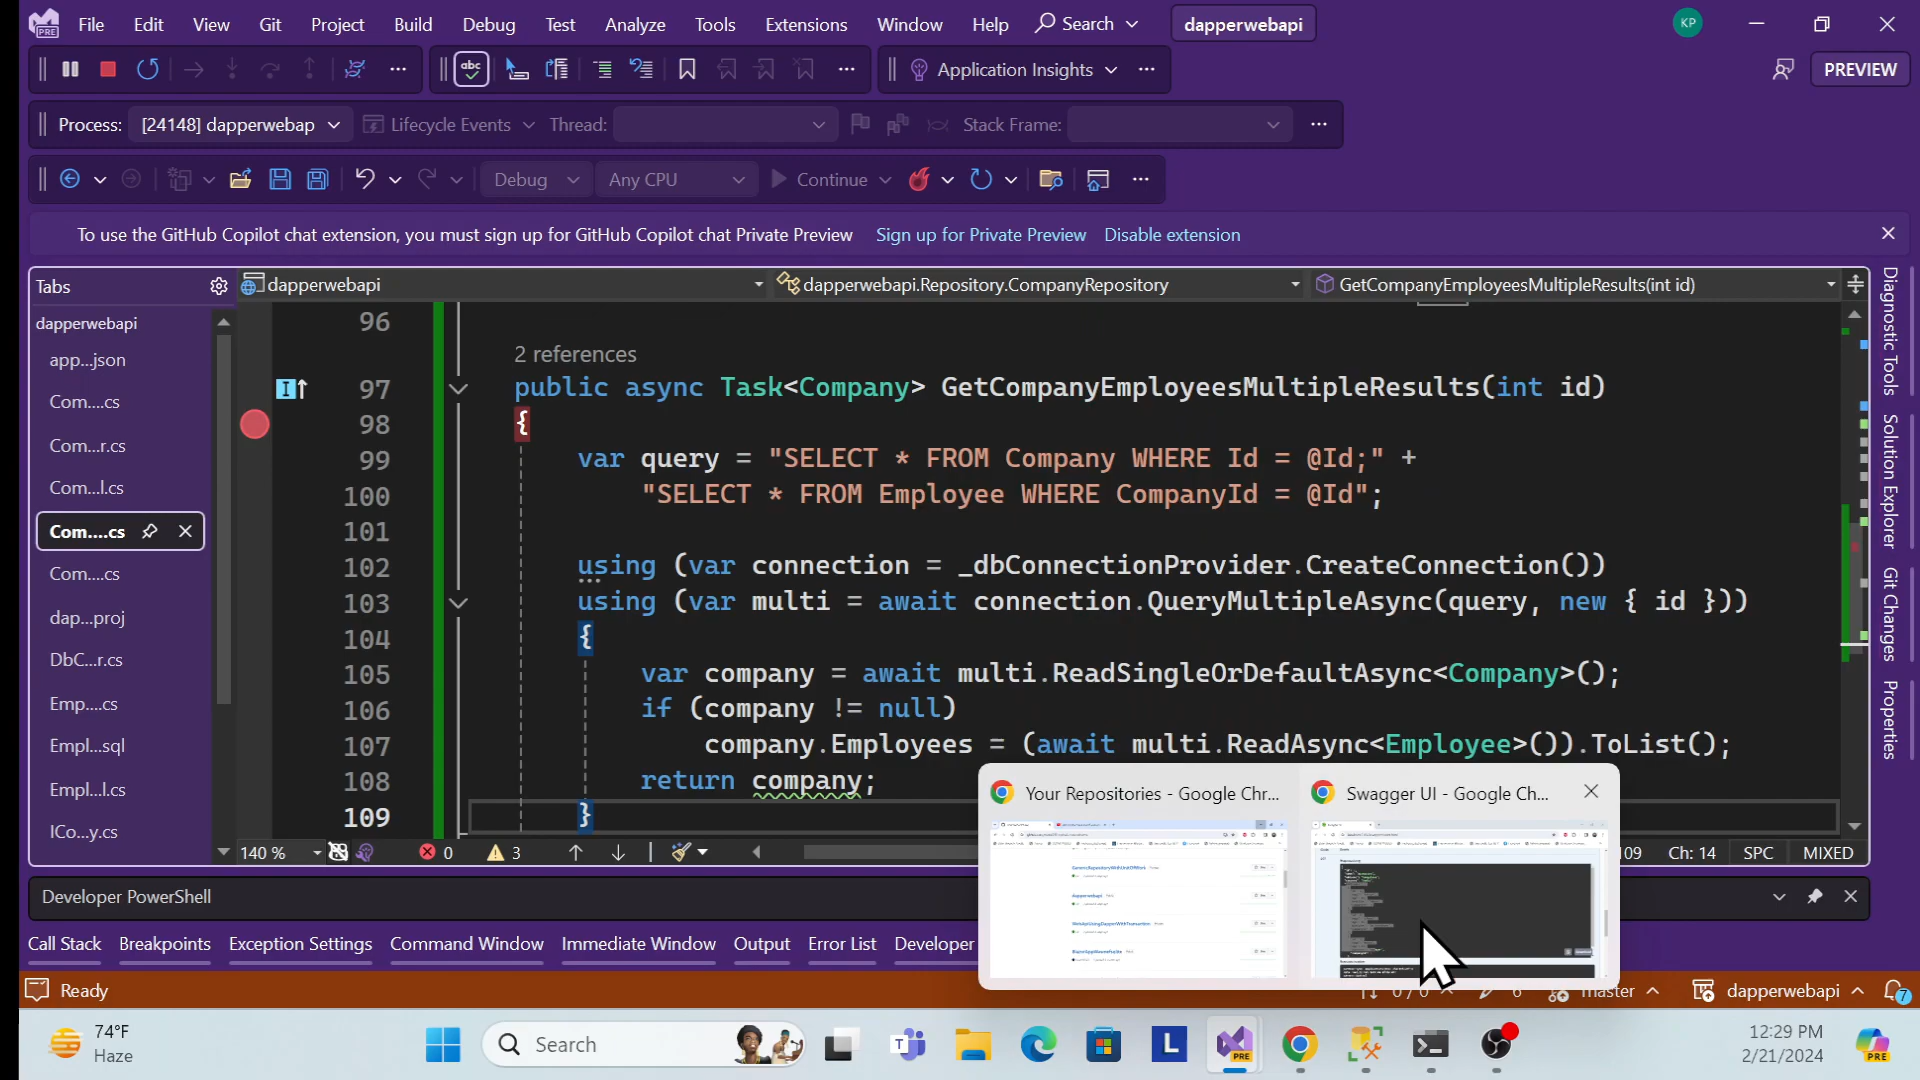 File Edit View Git Project Build Debug Test Analyze Tools Extensions Window Help Search dapperwebapi KP
abc Application Insights PREVIEW
Process: [24148] dapperwebap Lifecycle Events Thread: Stack Frame:
Debug Any CPU Continue
To use the GitHub Copilot chat extension, you must sign up for GitHub Copilot chat Private Preview Sign up for Private Preview Disable extension
Tabs
dapperwebapi
app...json
Com....cs
Com...r.cs
Com...l.cs
Com....cs
Com....cs
dap...proj
DbC...r.cs
Emp....cs
Empl...sql
Empl...l.cs
ICo...y.cs
dapperwebapi dapperwebapi.Repository.CompanyRepository GetCompanyEmployeesMultipleResults(int id)
96
2 references
97 public async Task<Company> GetCompanyEmployeesMultipleResults(int id)
98 {
99 var query = "SELECT * FROM Company WHERE Id = @Id;" +
100 "SELECT * FROM Employee WHERE CompanyId = @Id";
101
102 using (var connection = _dbConnectionProvider.CreateConnection())
103 using (var multi = await connection.QueryMultipleAsync(query, new { id }))
104 {
105 var company = await multi.ReadSingleOrDefaultAsync<Company>();
106 if (company != null)
107 company.Employees = (await multi.ReadAsync<Employee>()).ToList();
108 return company;
109 }
Diagnostic Tools
Solution Explorer
Git Changes
Properties
140 % 0 3 109 Ch: 14 SPC MIXED
Your Repositories - Google Chr...
Swagger UI - Google Ch...
Developer PowerShell
Call Stack Breakpoints Exception Settings Command Window Immediate Window Output Error List Developer
Ready 0 / 0 6 master dapperwebapi 7
74°F
Haze
Search
PRE
12:29 PM
2/21/2024
PRE